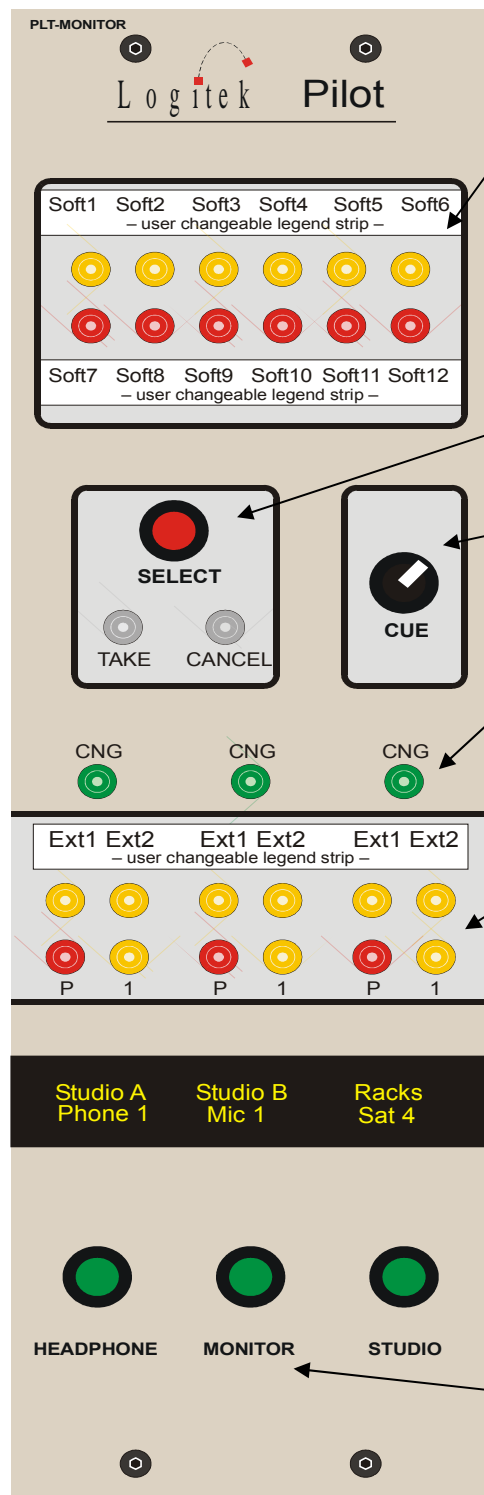 PLT-MONITOR
Logitek Pilot
Soft1 Soft2 Soft3 Soft4 Soft5 Soft6
– user changeable legend strip –
Soft7 Soft8 Soft9 Soft10 Soft11 Soft12
– user changeable legend strip –
SELECT
TAKE CANCEL
CUE
CNG CNG CNG
Ext1 Ext2 Ext1 Ext2 Ext1 Ext2
– user changeable legend strip –
P 1 P 1 P 1
Studio A Studio B Racks
Phone 1 Mic 1 Sat 4
HEADPHONE MONITOR STUDIO